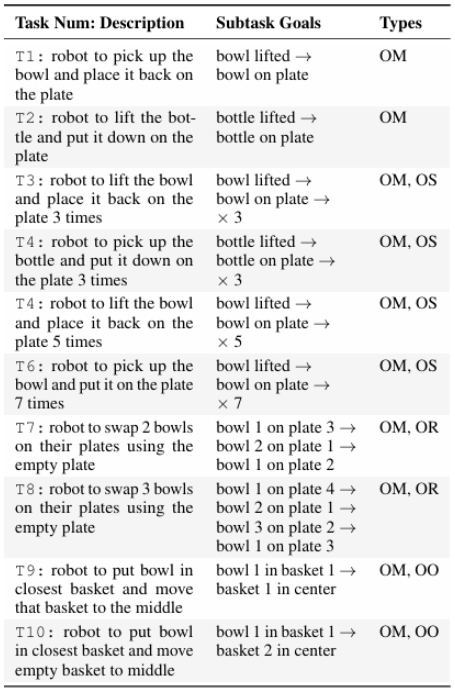 Task Num: Description Subtask Goals Types
T1: robot to pick up the bowl lifted → OM
bowl and place it back on bowl on plate
the plate
T2: robot to lift the bot- bottle lifted → OM
tle and put it down on the bottle on plate
plate
T3: robot to lift the bowl bowl lifted → OM, OS
and place it back on the bowl on plate →
plate 3 times × 3
T4: robot to pick up the bottle lifted → OM, OS
bottle and put it down on bottle on plate →
the plate 3 times × 3
T4: robot to lift the bowl bowl lifted → OM, OS
and place it back on the bowl on plate →
plate 5 times × 5
T6: robot to pick up the bowl lifted → OM, OS
bowl and put it on the plate bowl on plate →
7 times × 7
T7: robot to swap 2 bowls bowl 1 on plate 3 → OM, OR
on their plates using the bowl 2 on plate 1 →
empty plate bowl 1 on plate 2
T8: robot to swap 3 bowls bowl 1 on plate 4 → OM, OR
on their plates using the bowl 2 on plate 1 →
empty plate bowl 3 on plate 2 →
bowl 1 on plate 3
T9: robot to put bowl in bowl 1 in basket 1 → OM, OO
closest basket and move basket 1 in center
that basket to the middle
T10: robot to put bowl bowl 1 in basket 1 → OM, OO
in closest basket and move basket 2 in center
empty basket to middle